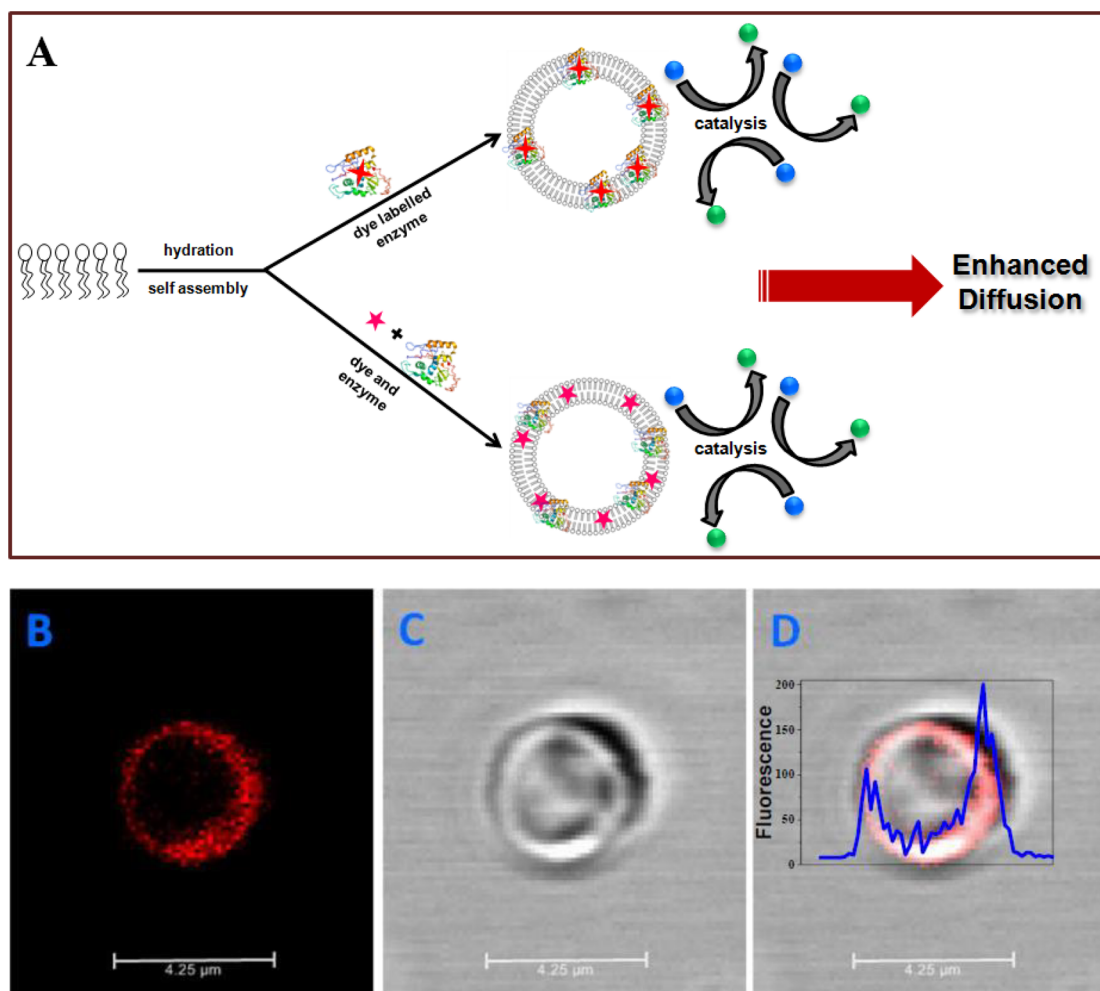 A
hydration
self assembly
dye labelled
enzyme
dye and
enzyme
catalysis
catalysis
Enhanced
Diffusion
B
4.25 µm
C
4.25 µm
D
200
150
100
50
0
Fluorescence
4.25 µm